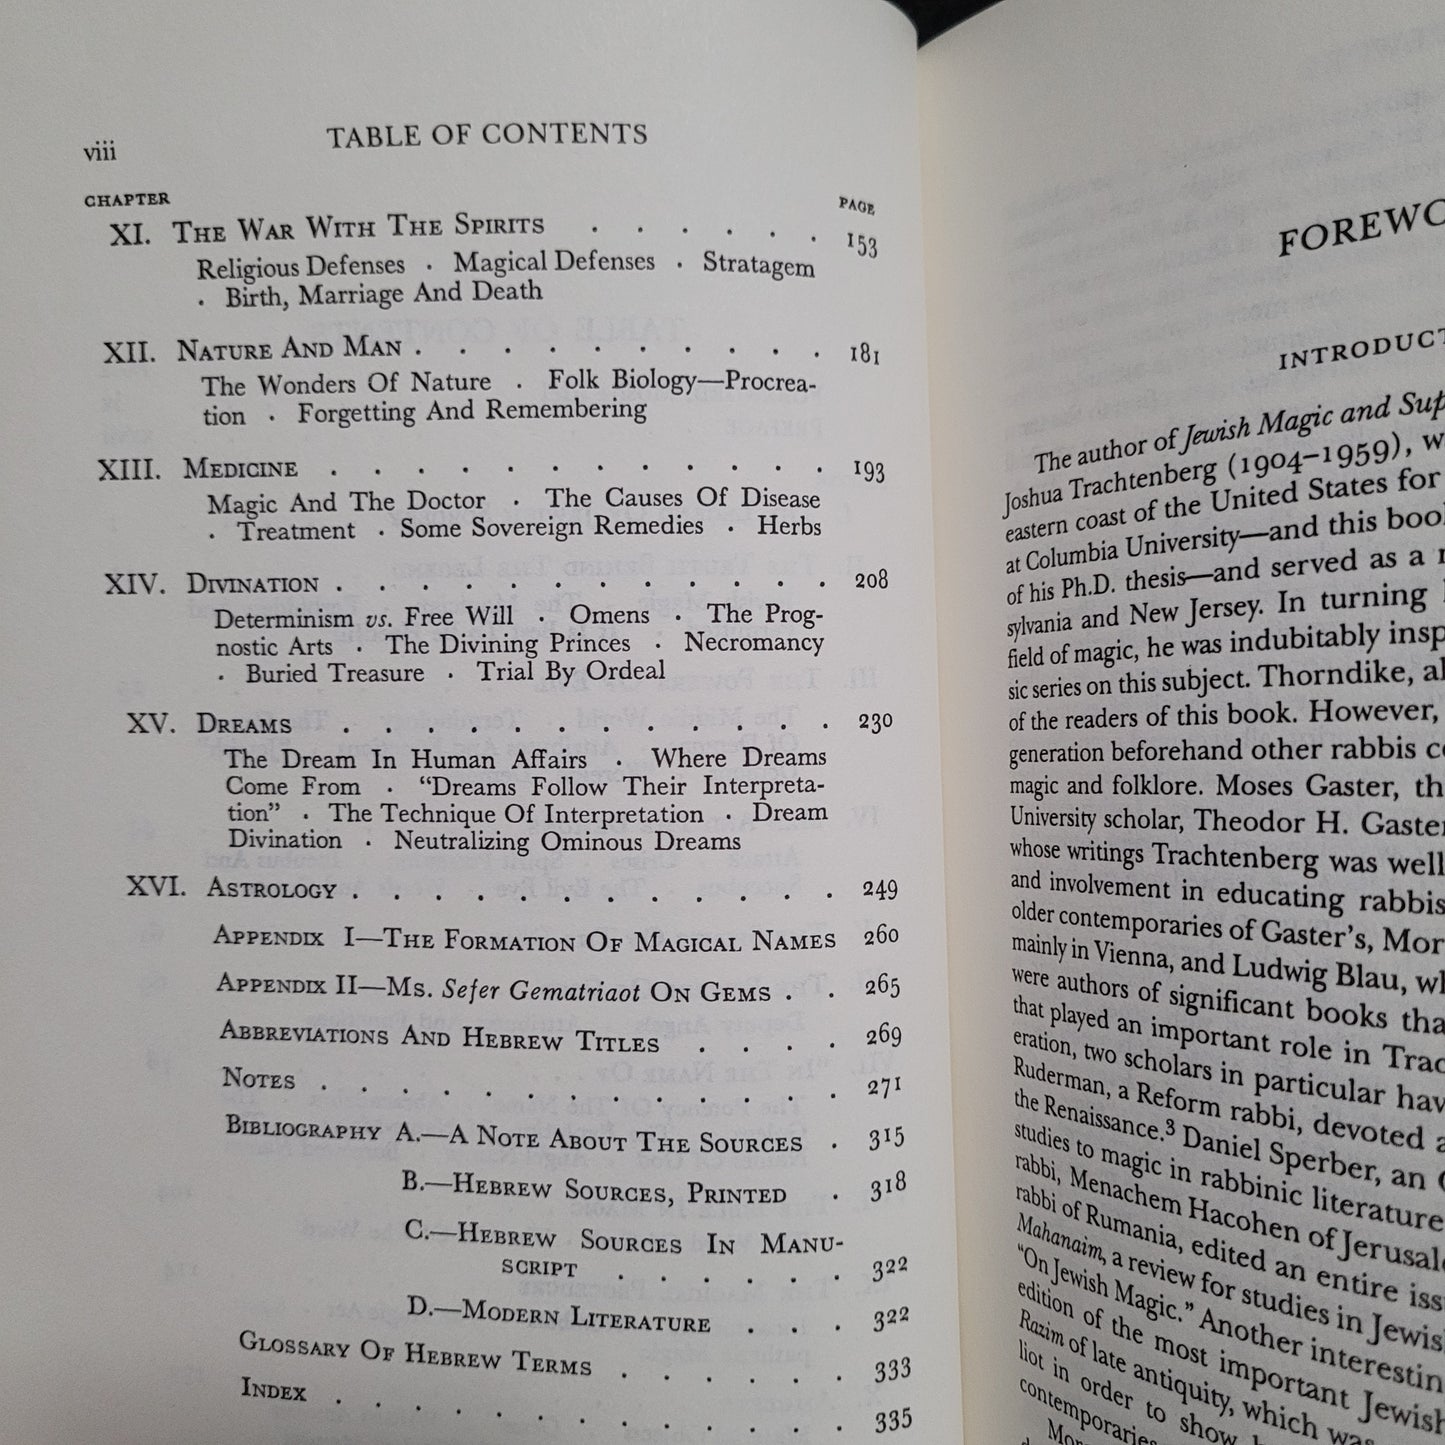 viii
TABLE OF CONTENTS
CHAPTER
PAGE
XI. THE WAR WITH THE SPIRITS . . . . . . 153
Religious Defenses · Magical Defenses · Stratagem
· Birth, Marriage And Death
XII. NATURE AND MAN . . . . . . . . . . 181
The Wonders Of Nature · Folk Biology—Procrea-
tion · Forgetting And Remembering
XIII. MEDICINE . . . . . . . . . . . . 193
Magic And The Doctor · The Causes Of Disease
· Treatment · Some Sovereign Remedies · Herbs
XIV. DIVINATION . . . . . . . . . . . . 208
Determinism vs. Free Will · Omens · The Prog-
nostic Arts · The Divining Princes · Necromancy
· Buried Treasure · Trial By Ordeal
XV. DREAMS . . . . . . . . . . . . 230
The Dream In Human Affairs · Where Dreams
Come From · “Dreams Follow Their Interpreta-
tion” · The Technique Of Interpretation · Dream
Divination · Neutralizing Ominous Dreams
XVI. ASTROLOGY . . . . . . . . . . . . 249
APPENDIX I—THE FORMATION OF MAGICAL NAMES 260
APPENDIX II—MS. Sefer Gematriaot ON GEMS . . 265
ABBREVIATIONS AND HEBREW TITLES . . . . 269
NOTES . . . . . . . . . . . . . 271
BIBLIOGRAPHY A.—A NOTE ABOUT THE SOURCES . 315
B.—HEBREW SOURCES, PRINTED . 318
C.—HEBREW SOURCES IN MANU-
SCRIPT . . . . . . 322
D.—MODERN LITERATURE . . . 322
GLOSSARY OF HEBREW TERMS . . . . . . 333
INDEX . . . . . . . . . . . . . 335
FOREWO
INTRODUCT
The author of Jewish Magic and Sup
Joshua Trachtenberg (1904–1959), w
eastern coast of the United States for
at Columbia University—and this boo
of his Ph.D. thesis—and served as a
sylvania and New Jersey. In turning
field of magic, he was indubitably insp
sic series on this subject. Thorndike, al
of the readers of this book. However,
generation beforehand other rabbis c
magic and folklore. Moses Gaster, th
University scholar, Theodor H. Gaster
whose writings Trachtenberg was well
and involvement in educating rabbis
older contemporaries of Gaster’s, Mor
mainly in Vienna, and Ludwig Blau, wh
were authors of significant books tha
that played an important role in Trac
eration, two scholars in particular hav
Ruderman, a Reform rabbi, devoted a
the Renaissance.³ Daniel Sperber, an
studies to magic in rabbinic literature
rabbi, Menachem Hacohen of Jerusale
rabbi of Rumania, edited an entire iss
Mahanaim, a review for studies in Jewis
“On Jewish Magic.” Another interestin
edition of the most important Jewish
Razim of late antiquity, which was
liot in order to show
contemporaries